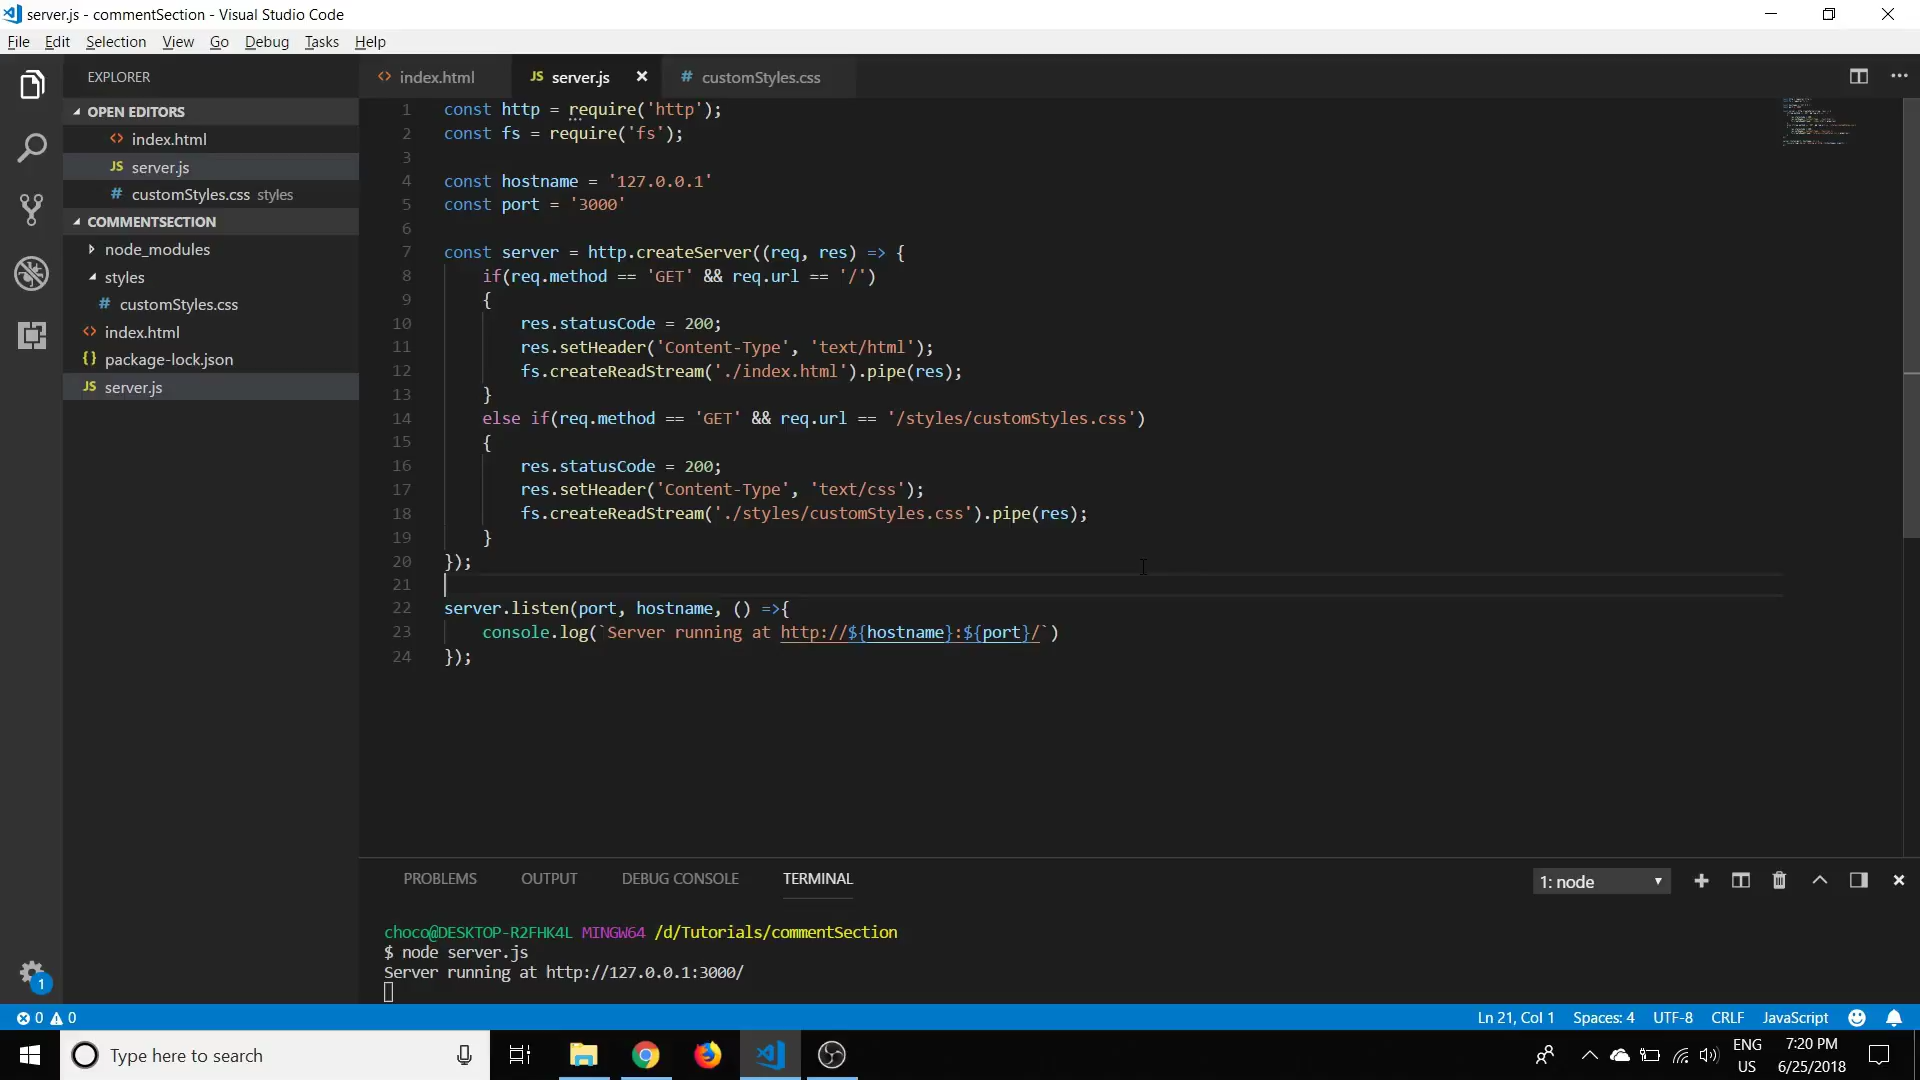 server.js - commentSection - Visual Studio Code
File Edit Selection View Go Debug Tasks Help
EXPLORER
OPEN EDITORS
index.html
JS server.js
# customStyles.css styles
COMMENTSECTION
node_modules
styles
# customStyles.css
<> index.html
{} package-lock.json
JS server.js
<> index.html JS server.js # customStyles.css
1 const http = require('http');
2 const fs = require('fs');
3
4 const hostname = '127.0.0.1'
5 const port = '3000'
6
7 const server = http.createServer((req, res) => {
8 if(req.method == 'GET' && req.url == '/')
9 {
10 res.statusCode = 200;
11 res.setHeader('Content-Type', 'text/html');
12 fs.createReadStream('./index.html').pipe(res);
13 }
14 else if(req.method == 'GET' && req.url == '/styles/customStyles.css')
15 {
16 res.statusCode = 200;
17 res.setHeader('Content-Type', 'text/css');
18 fs.createReadStream('./styles/customStyles.css').pipe(res);
19 }
20 });
21
22 server.listen(port, hostname, () =>{
23 console.log(`Server running at http://${hostname}:${port}/`)
24 });
PROBLEMS OUTPUT DEBUG CONSOLE TERMINAL
1: node
choco@DESKTOP-R2FHK4L MINGW64 /d/Tutorials/commentSection
$ node server.js
Server running at http://127.0.0.1:3000/
1
0 0
Ln 21, Col 1 Spaces: 4 UTF-8 CRLF JavaScript
Type here to search
ENG
US
7:20 PM
6/25/2018